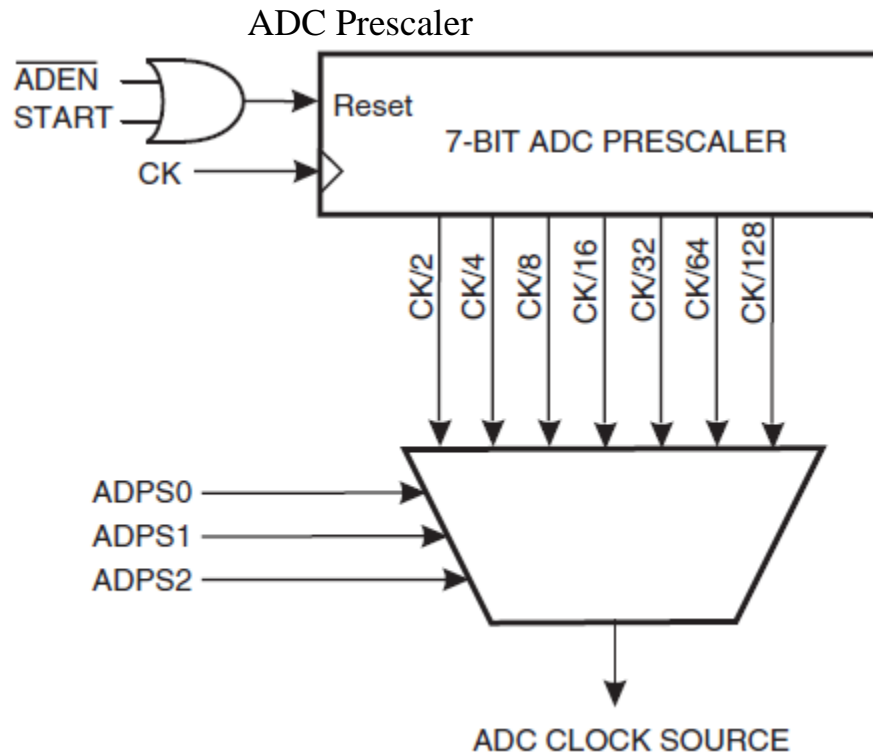 ADC Prescaler
ADEN
START
Reset
7-BIT ADC PRESCALER
CK
CK/2
CK/4
CK/8
CK/16
CK/32
CK/64
CK/128
ADPS0
ADPS1
ADPS2
ADC CLOCK SOURCE